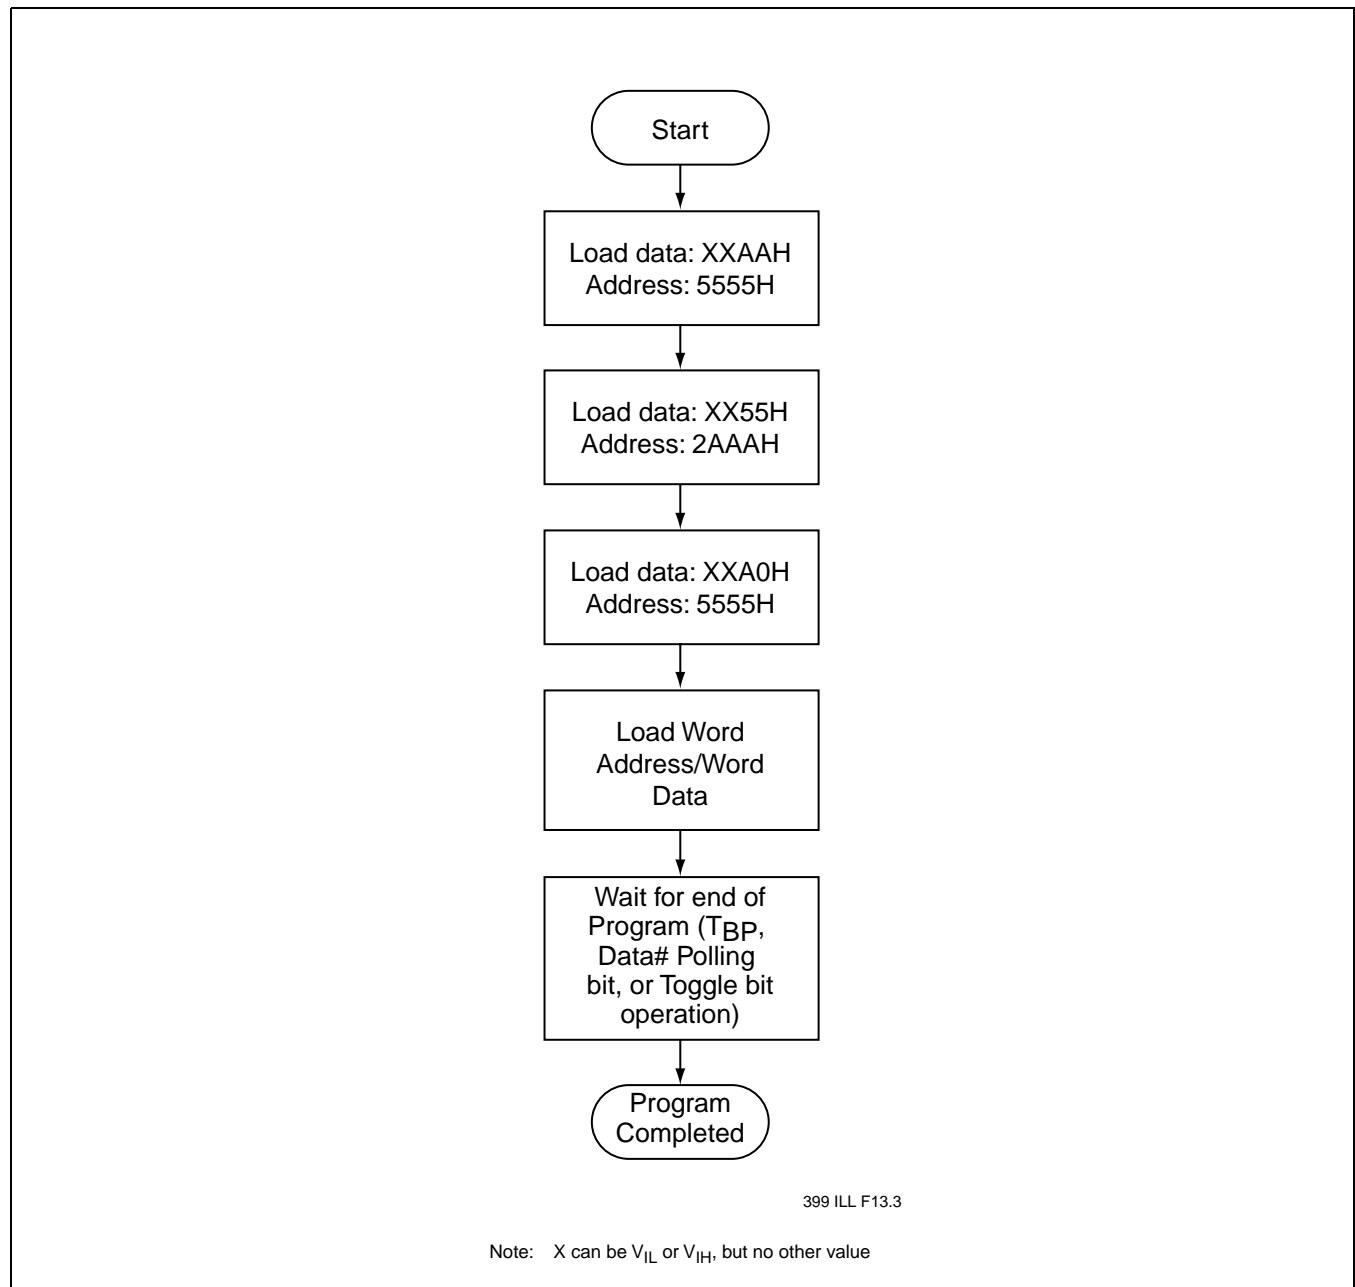 Start
Load data: XXAAH
Address: 5555H
Load data: XX55H
Address: 2AAAH
Load data: XXA0H
Address: 5555H
Load Word
Address/Word
Data
Wait for end of
Program (TBP,
Data# Polling
bit, or Toggle bit
operation)
Program
Completed
399 ILL F13.3
Note: X can be VIL or VIH, but no other value